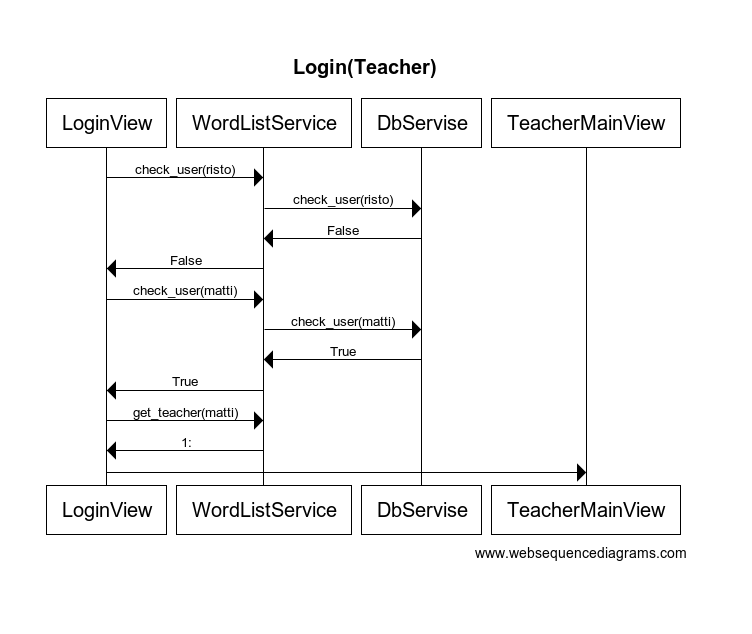 Login(Teacher)
LoginView
WordListService
DbServise
TeacherMainView
check_user(risto)
check_user(risto)
False
False
check_user(matti)
check_user(matti)
True
True
get_teacher(matti)
1:
LoginView
WordListService
DbServise
TeacherMainView
www.websequencediagrams.com